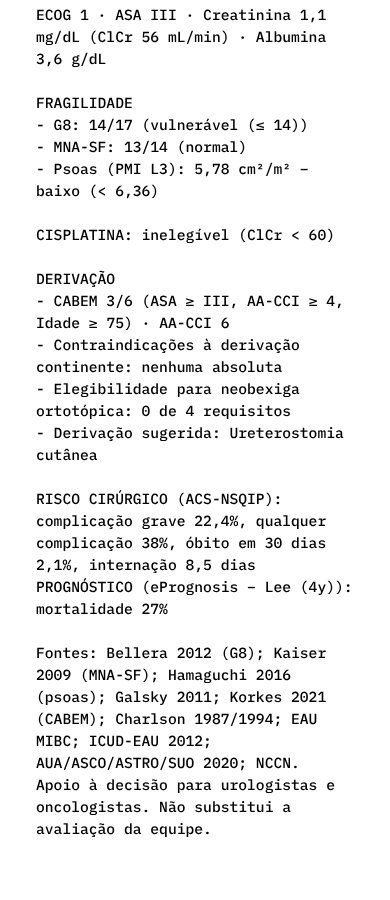 ECOG 1 · ASA III · Creatinina 1,1
mg/dL (ClCr 56 mL/min) · Albumina
3,6 g/dL
FRAGILIDADE
- G8: 14/17 (vulnerável (≤ 14))
- MNA-SF: 13/14 (normal)
- Psoas (PMI L3): 5,78 cm²/m² –
baixo (< 6,36)
CISPLATINA: inelegível (ClCr < 60)
DERIVAÇÃO
- CABEM 3/6 (ASA ≥ III, AA-CCI ≥ 4,
Idade ≥ 75) · AA-CCI 6
- Contraindicações à derivação
continente: nenhuma absoluta
- Elegibilidade para neobexiga
ortotópica: 0 de 4 requisitos
- Derivação sugerida: Ureterostomia
cutânea
RISCO CIRÚRGICO (ACS-NSQIP):
complicação grave 22,4%, qualquer
complicação 38%, óbito em 30 dias
2,1%, internação 8,5 dias
PROGNÓSTICO (ePrognosis – Lee (4y)):
mortalidade 27%
Fontes: Bellera 2012 (G8); Kaiser
2009 (MNA-SF); Hamaguchi 2016
(psoas); Galsky 2011; Korkes 2021
(CABEM); Charlson 1987/1994; EAU
MIBC; ICUD-EAU 2012;
AUA/ASCO/ASTRO/SUO 2020; NCCN.
Apoio à decisão para urologistas e
oncologistas. Não substitui a
avaliação da equipe.